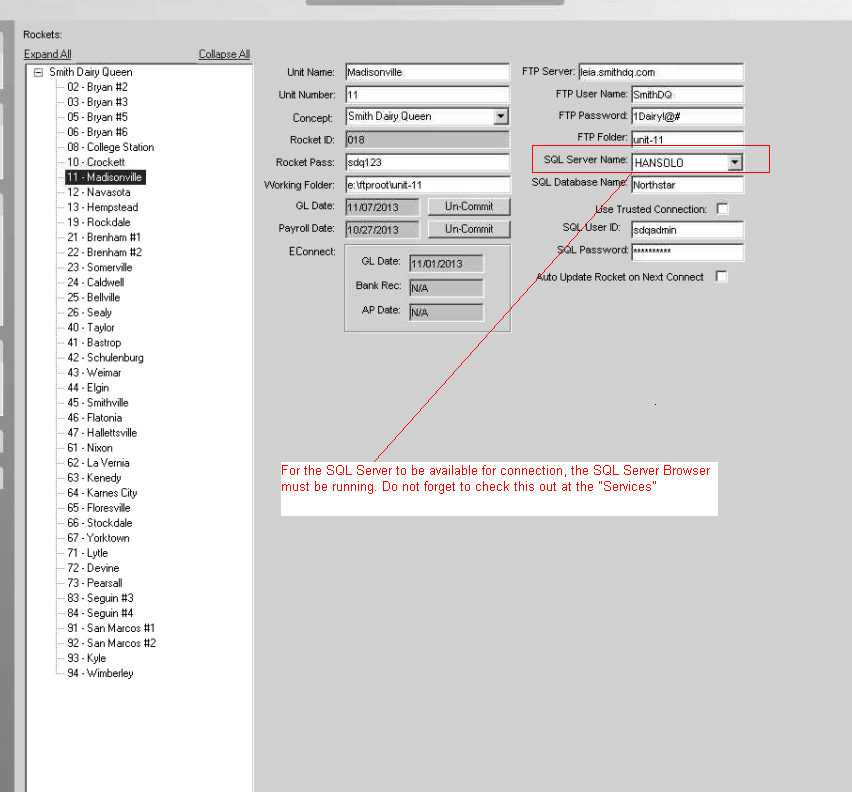 Rockets:
Expand All Collapse All
Smith Dairy Queen
02 - Bryan #2
03 - Bryan #3
05 - Bryan #5
06 - Bryan #6
08 - College Station
10 - Crockett
11 - Madisonville
12 - Navasota
13 - Hempstead
19 - Rockdale
21 - Brenham #1
22 - Brenham #2
23 - Somerville
24 - Caldwell
25 - Bellville
26 - Sealy
40 - Taylor
41 - Bastrop
42 - Schulenburg
43 - Weimar
44 - Elgin
45 - Smithville
46 - Flatonia
47 - Hallettsville
61 - Nixon
62 - La Vernia
63 - Kenedy
64 - Karnes City
65 - Floresville
66 - Stockdale
67 - Yorktown
71 - Lytle
72 - Devine
73 - Pearsall
83 - Seguin #3
84 - Seguin #4
91 - San Marcos #1
92 - San Marcos #2
93 - Kyle
94 - Wimberley
Unit Name: Madisonville
Unit Number: 11
Concept: Smith Dairy Queen
Rocket ID: 018
Rocket Pass: sdq123
Working Folder: e:\ftproot\unit-11
GL Date: 11/07/2013 Un-Commit
Payroll Date: 10/27/2013 Un-Commit
EConnect:
GL Date: 11/01/2013
Bank Rec: N/A
AP Date: N/A
FTP Server: leia.smithdq.com
FTP User Name: SmithDQ
FTP Password: 1Dairy!@#
FTP Folder: unit-11
SQL Server Name: HANSOLO
SQL Database Name: Northstar
Use Trusted Connection:
SQL User ID: sdqadmin
SQL Password: **********
Auto Update Rocket on Next Connect
For the SQL Server to be available for connection, the SQL Server Browser
must be running. Do not forget to check this out at the "Services"